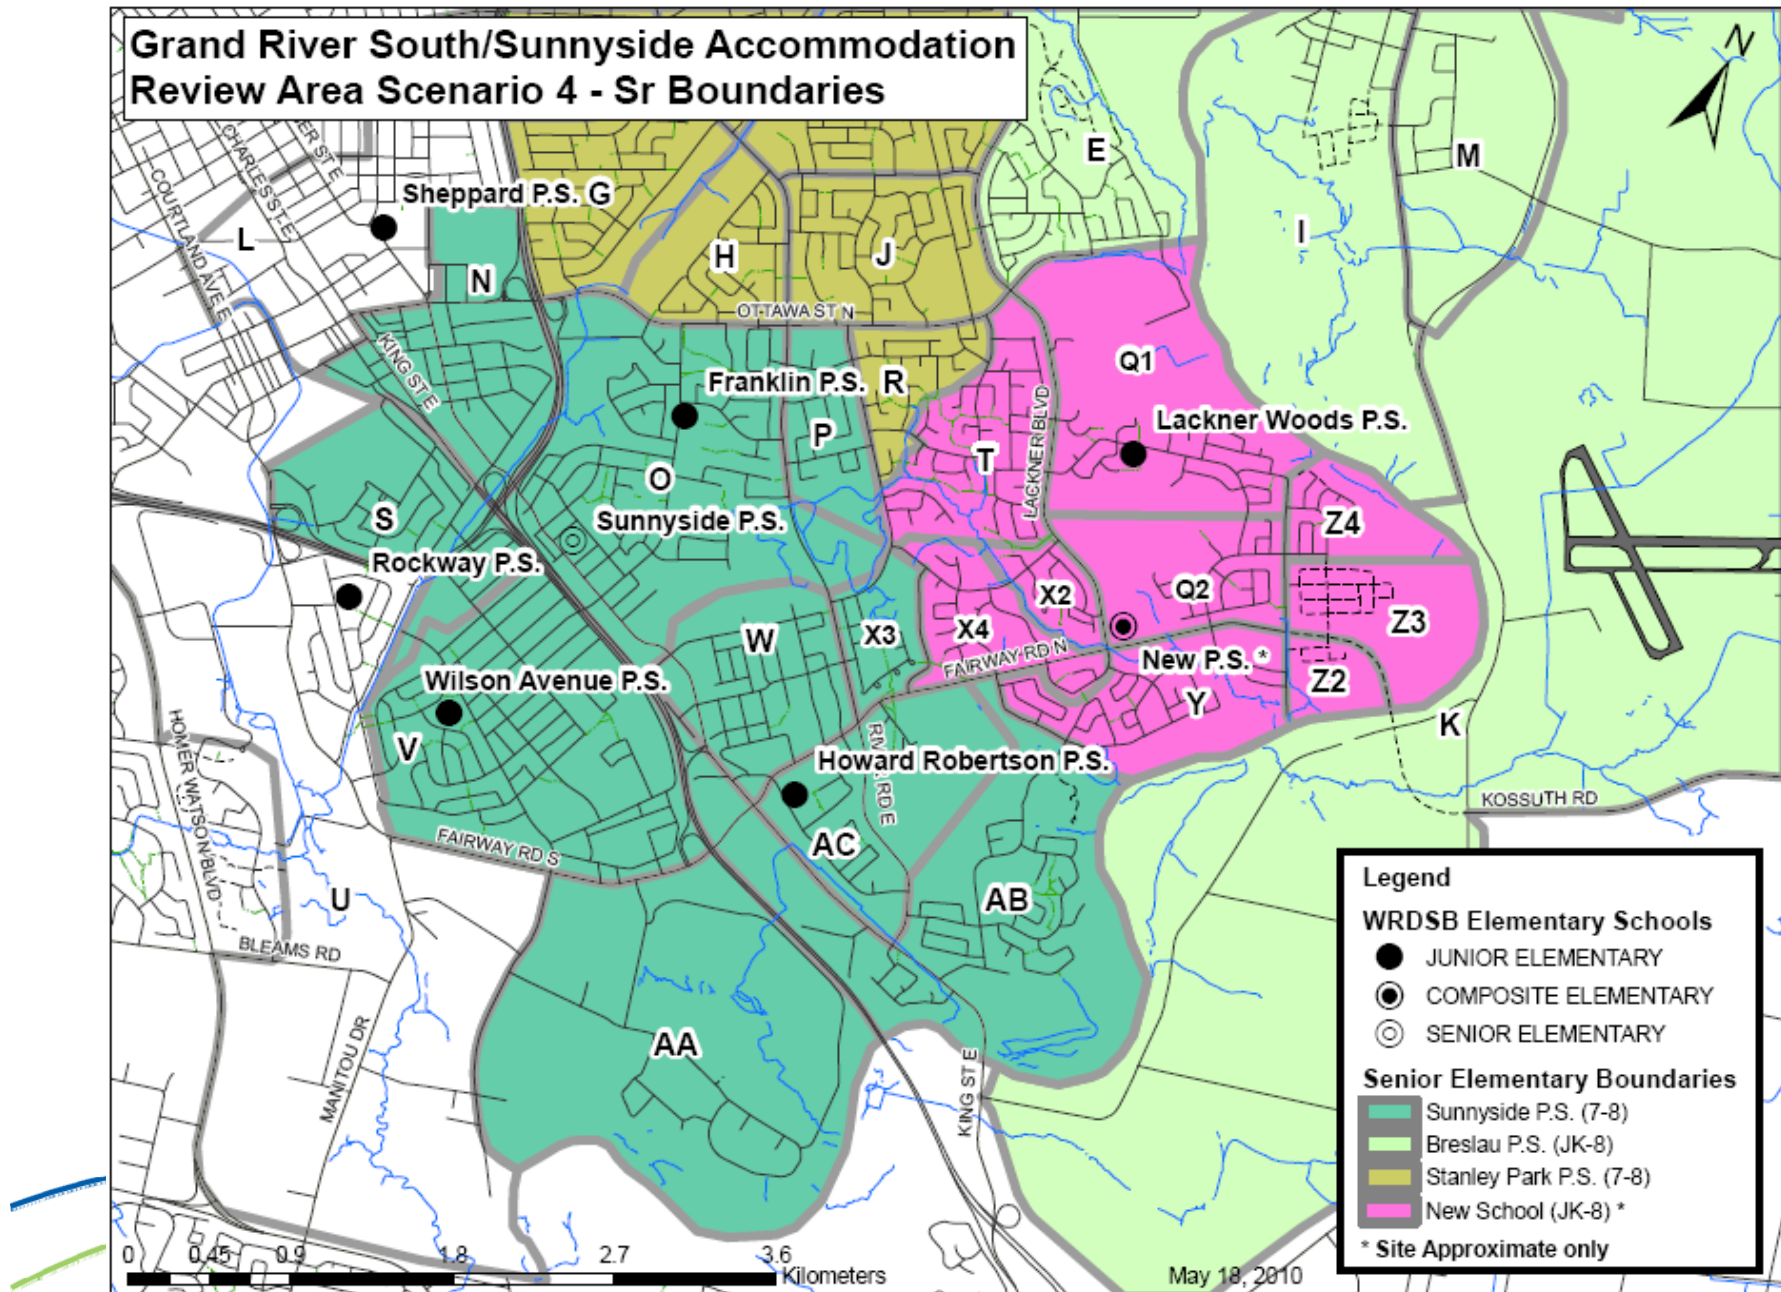 Grand River South/Sunnyside Accommodation
Review Area Scenario 4 - Sr Boundaries
N
E
M
CHARLES ST E
COURTLAND AVE E
Sheppard P.S.
G
L
I
H
J
N
OTTAWA ST N
KING ST E
Q1
Franklin P.S.
R
LACKNER BLVD
Lackner Woods P.S.
P
T
O
S
Sunnyside P.S.
Z4
Rockway P.S.
X2
Q2
W
X3
X4
Z3
FAIRWAY RD N
New P.S. *
Wilson Avenue P.S.
Z2
Y
K
V
HOMER WATSON BLVD
RIVER RD E
Howard Robertson P.S.
KOSSUTH RD
FAIRWAY RD S
AC
U
AB
BLEAMS RD
AA
MANITOU DR
KING ST E
Legend
WRDSB Elementary Schools
JUNIOR ELEMENTARY
COMPOSITE ELEMENTARY
SENIOR ELEMENTARY
Senior Elementary Boundaries
Sunnyside P.S. (7-8)
Breslau P.S. (JK-8)
Stanley Park P.S. (7-8)
New School (JK-8) *
* Site Approximate only
0 0.45 0.9 1.8 2.7 3.6
Kilometers
May 18, 2010